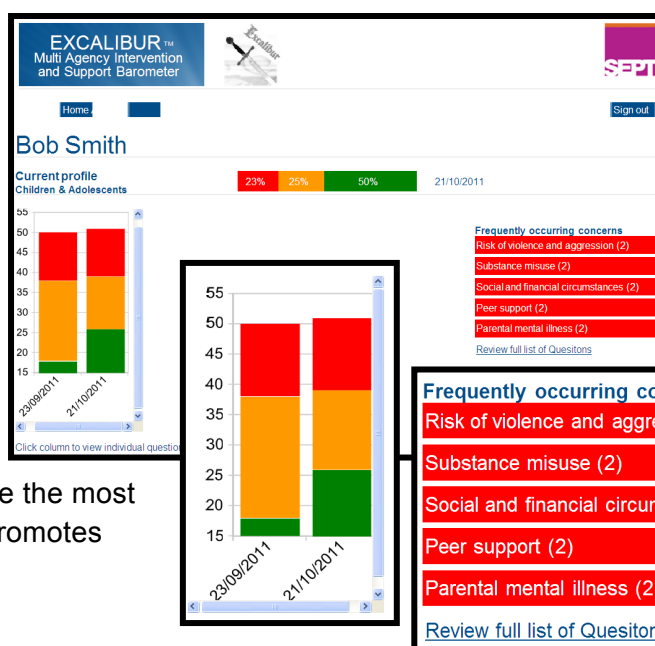 EXCALIBUR™
Multi Agency Intervention
and Support Barometer
Excalibur
SEPT
Home
Sign out
Bob Smith
Current profile
Children & Adolescents
23% 25% 50% 21/10/2011
55
50
45
40
35
30
25
20
15
23/09/2011 21/10/2011
Click column to view individual question
Frequently occurring concerns
Risk of violence and aggression (2)
Substance misuse (2)
Social and financial circumstances (2)
Peer support (2)
Parental mental illness (2)
Review full list of Quesitons
55
50
45
40
35
30
25
20
15
23/09/2011 21/10/2011
Frequently occurring co
Risk of violence and aggre
Substance misuse (2)
Social and financial circur
Peer support (2)
Parental mental illness (2
Review full list of Quesitor
e the most
romotes